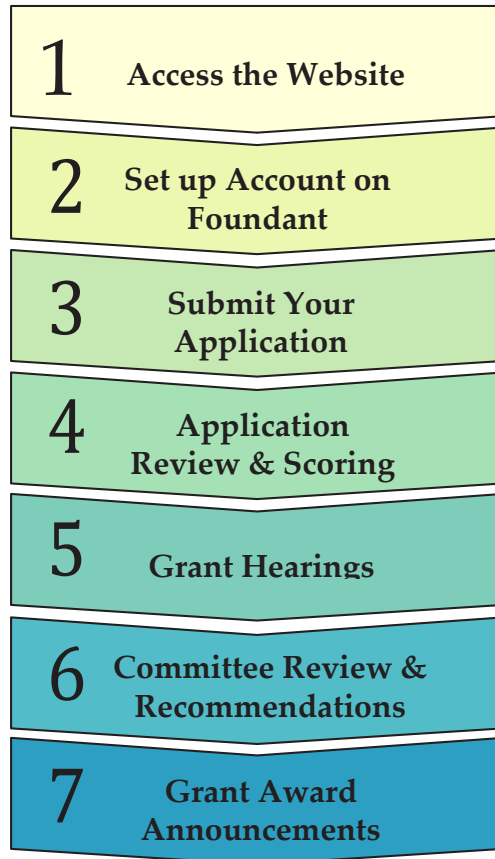 1 Access the Website
2 Set up Account on
Foundant
3 Submit Your
Application
4 Application
Review & Scoring
5 Grant Hearings
6 Committee Review &
Recommendations
7 Grant Award
Announcements